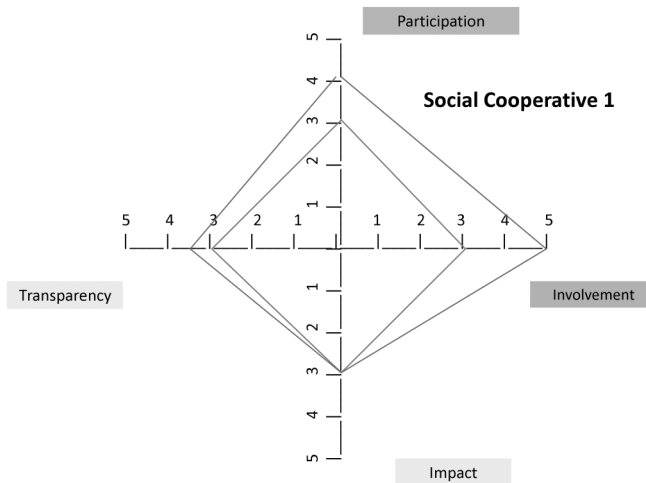 Participation
5
4
Social Cooperative 1
3
2
1
5 4 3 2 1 1 2 3 4 5
Transparency
1
Involvement
2
3
4
5
Impact